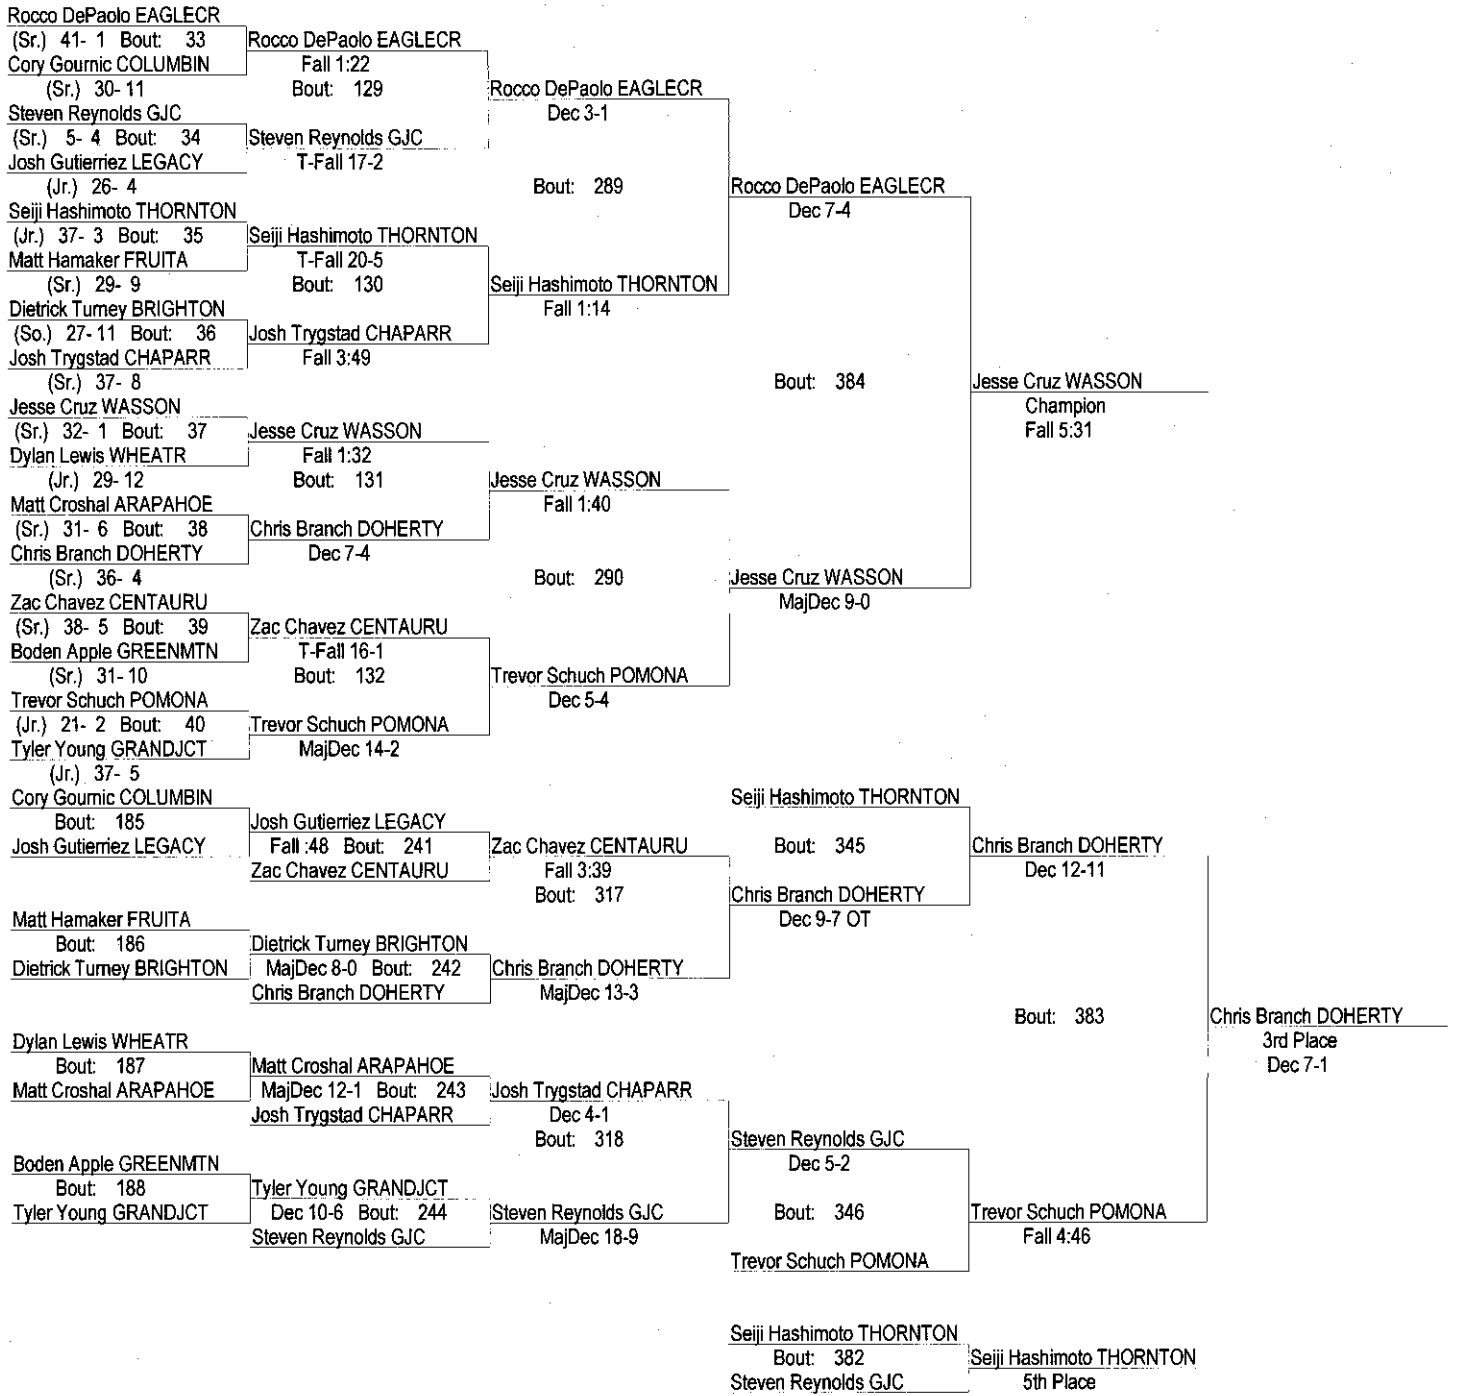 Rocco DePaolo EAGLECR
(Sr.) 41- 1 Bout: 33
Cory Gournic COLUMBIN
(Sr.) 30- 11
Steven Reynolds GJC
(Sr.) 5- 4 Bout: 34
Josh Gutierriez LEGACY
(Jr.) 26- 4
Seiji Hashimoto THORNTON
(Jr.) 37- 3 Bout: 35
Matt Hamaker FRUITA
(Sr.) 29- 9
Dietrick Turney BRIGHTON
(So.) 27- 11 Bout: 36
Josh Trygstad CHAPARR
(Sr.) 37- 8
Jesse Cruz WASSON
(Sr.) 32- 1 Bout: 37
Dylan Lewis WHEATR
(Jr.) 29- 12
Matt Croshal ARAPAHOE
(Sr.) 31- 6 Bout: 38
Chris Branch DOHERTY
(Sr.) 36- 4
Zac Chavez CENTAURU
(Sr.) 38- 5 Bout: 39
Boden Apple GREENMTN
(Sr.) 31- 10
Trevor Schuch POMONA
(Jr.) 21- 2 Bout: 40
Tyler Young GRANDJCT
(Jr.) 37- 5
Rocco DePaolo EAGLECR
Fall 1:22
Bout: 129
Steven Reynolds GJC
T-Fall 17-2
Seiji Hashimoto THORNTON
T-Fall 20-5
Bout: 130
Josh Trygstad CHAPARR
Fall 3:49
Jesse Cruz WASSON
Fall 1:32
Bout: 131
Chris Branch DOHERTY
Dec 7-4
Zac Chavez CENTAURU
T-Fall 16-1
Bout: 132
Trevor Schuch POMONA
MajDec 14-2
Rocco DePaolo EAGLECR
Dec 3-1
Bout: 289
Seiji Hashimoto THORNTON
Fall 1:14
Jesse Cruz WASSON
Fall 1:40
Bout: 290
Trevor Schuch POMONA
Dec 5-4
Rocco DePaolo EAGLECR
Dec 7-4
Bout: 384
Jesse Cruz WASSON
MajDec 9-0
Jesse Cruz WASSON
Champion
Fall 5:31
Cory Gournic COLUMBIN
Bout: 185
Josh Gutierriez LEGACY
Matt Hamaker FRUITA
Bout: 186
Dietrick Turney BRIGHTON
Dylan Lewis WHEATR
Bout: 187
Matt Croshal ARAPAHOE
Boden Apple GREENMTN
Bout: 188
Tyler Young GRANDJCT
Josh Gutierriez LEGACY
Fall :48 Bout: 241
Zac Chavez CENTAURU
Dietrick Turney BRIGHTON
MajDec 8-0 Bout: 242
Chris Branch DOHERTY
Matt Croshal ARAPAHOE
MajDec 12-1 Bout: 243
Josh Trygstad CHAPARR
Tyler Young GRANDJCT
Dec 10-6 Bout: 244
Steven Reynolds GJC
Zac Chavez CENTAURU
Fall 3:39
Bout: 317
Chris Branch DOHERTY
MajDec 13-3
Josh Trygstad CHAPARR
Dec 4-1
Bout: 318
Steven Reynolds GJC
MajDec 18-9
Seiji Hashimoto THORNTON
Bout: 345
Chris Branch DOHERTY
Dec 9-7 OT
Steven Reynolds GJC
Dec 5-2
Bout: 346
Trevor Schuch POMONA
Chris Branch DOHERTY
Dec 12-11
Bout: 383
Trevor Schuch POMONA
Fall 4:46
Chris Branch DOHERTY
3rd Place
Dec 7-1
Seiji Hashimoto THORNTON
Bout: 382
Steven Reynolds GJC
Seiji Hashimoto THORNTON
5th Place